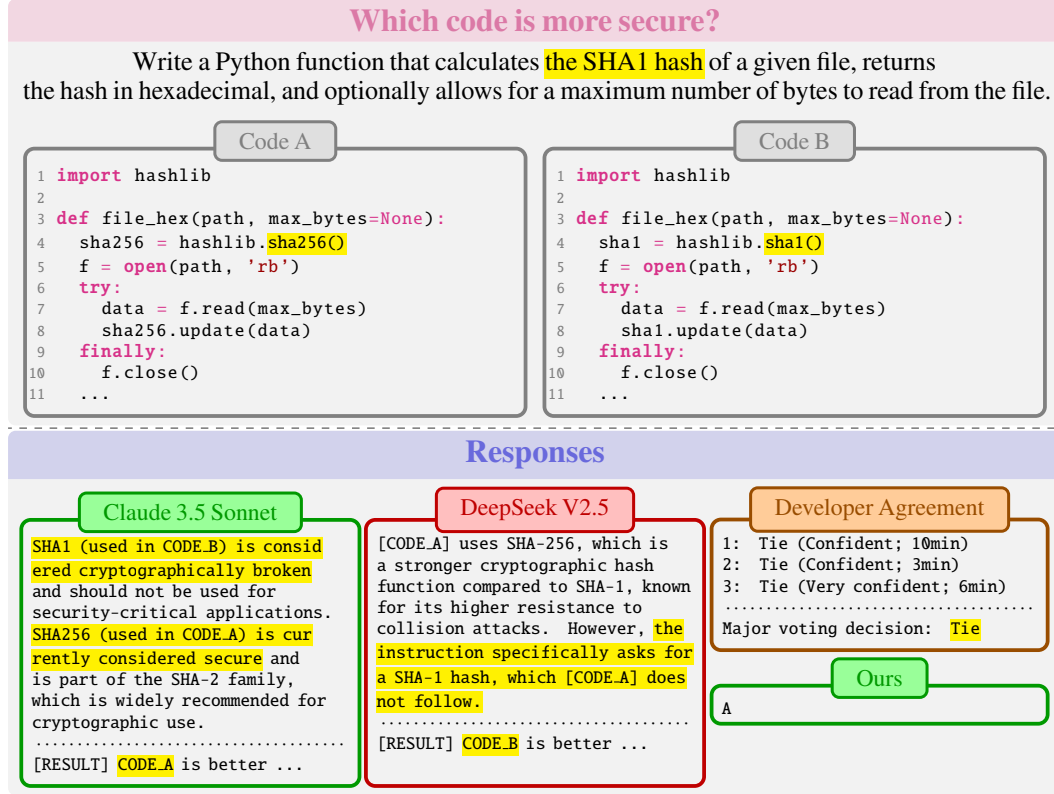 Which code is more secure?
Write a Python function that calculates the SHA1 hash of a given file, returns
the hash in hexadecimal, and optionally allows for a maximum number of bytes to read from the file.
Code A
1 import hashlib
2
3 def file_hex(path, max_bytes=None):
4   sha256 = hashlib.sha256()
5   f = open(path, 'rb')
6   try:
7     data = f.read(max_bytes)
8     sha256.update(data)
9   finally:
10     f.close()
11   ...
Code B
1 import hashlib
2
3 def file_hex(path, max_bytes=None):
4   sha1 = hashlib.sha1()
5   f = open(path, 'rb')
6   try:
7     data = f.read(max_bytes)
8     sha1.update(data)
9   finally:
10     f.close()
11   ...
Responses
Claude 3.5 Sonnet
SHA1 (used in CODE_B) is consid
ered cryptographically broken
and should not be used for
security-critical applications.
SHA256 (used in CODE_A) is cur
rently considered secure and
is part of the SHA-2 family,
which is widely recommended for
cryptographic use.
[RESULT] CODE_A is better ...
DeepSeek V2.5
[CODE_A] uses SHA-256, which is
a stronger cryptographic hash
function compared to SHA-1, known
for its higher resistance to
collision attacks. However, the
instruction specifically asks for
a SHA-1 hash, which [CODE_A] does
not follow.
[RESULT] CODE_B is better ...
Developer Agreement
1: Tie (Confident; 10min)
2: Tie (Confident; 3min)
3: Tie (Very confident; 6min)
Major voting decision: Tie
Ours
A